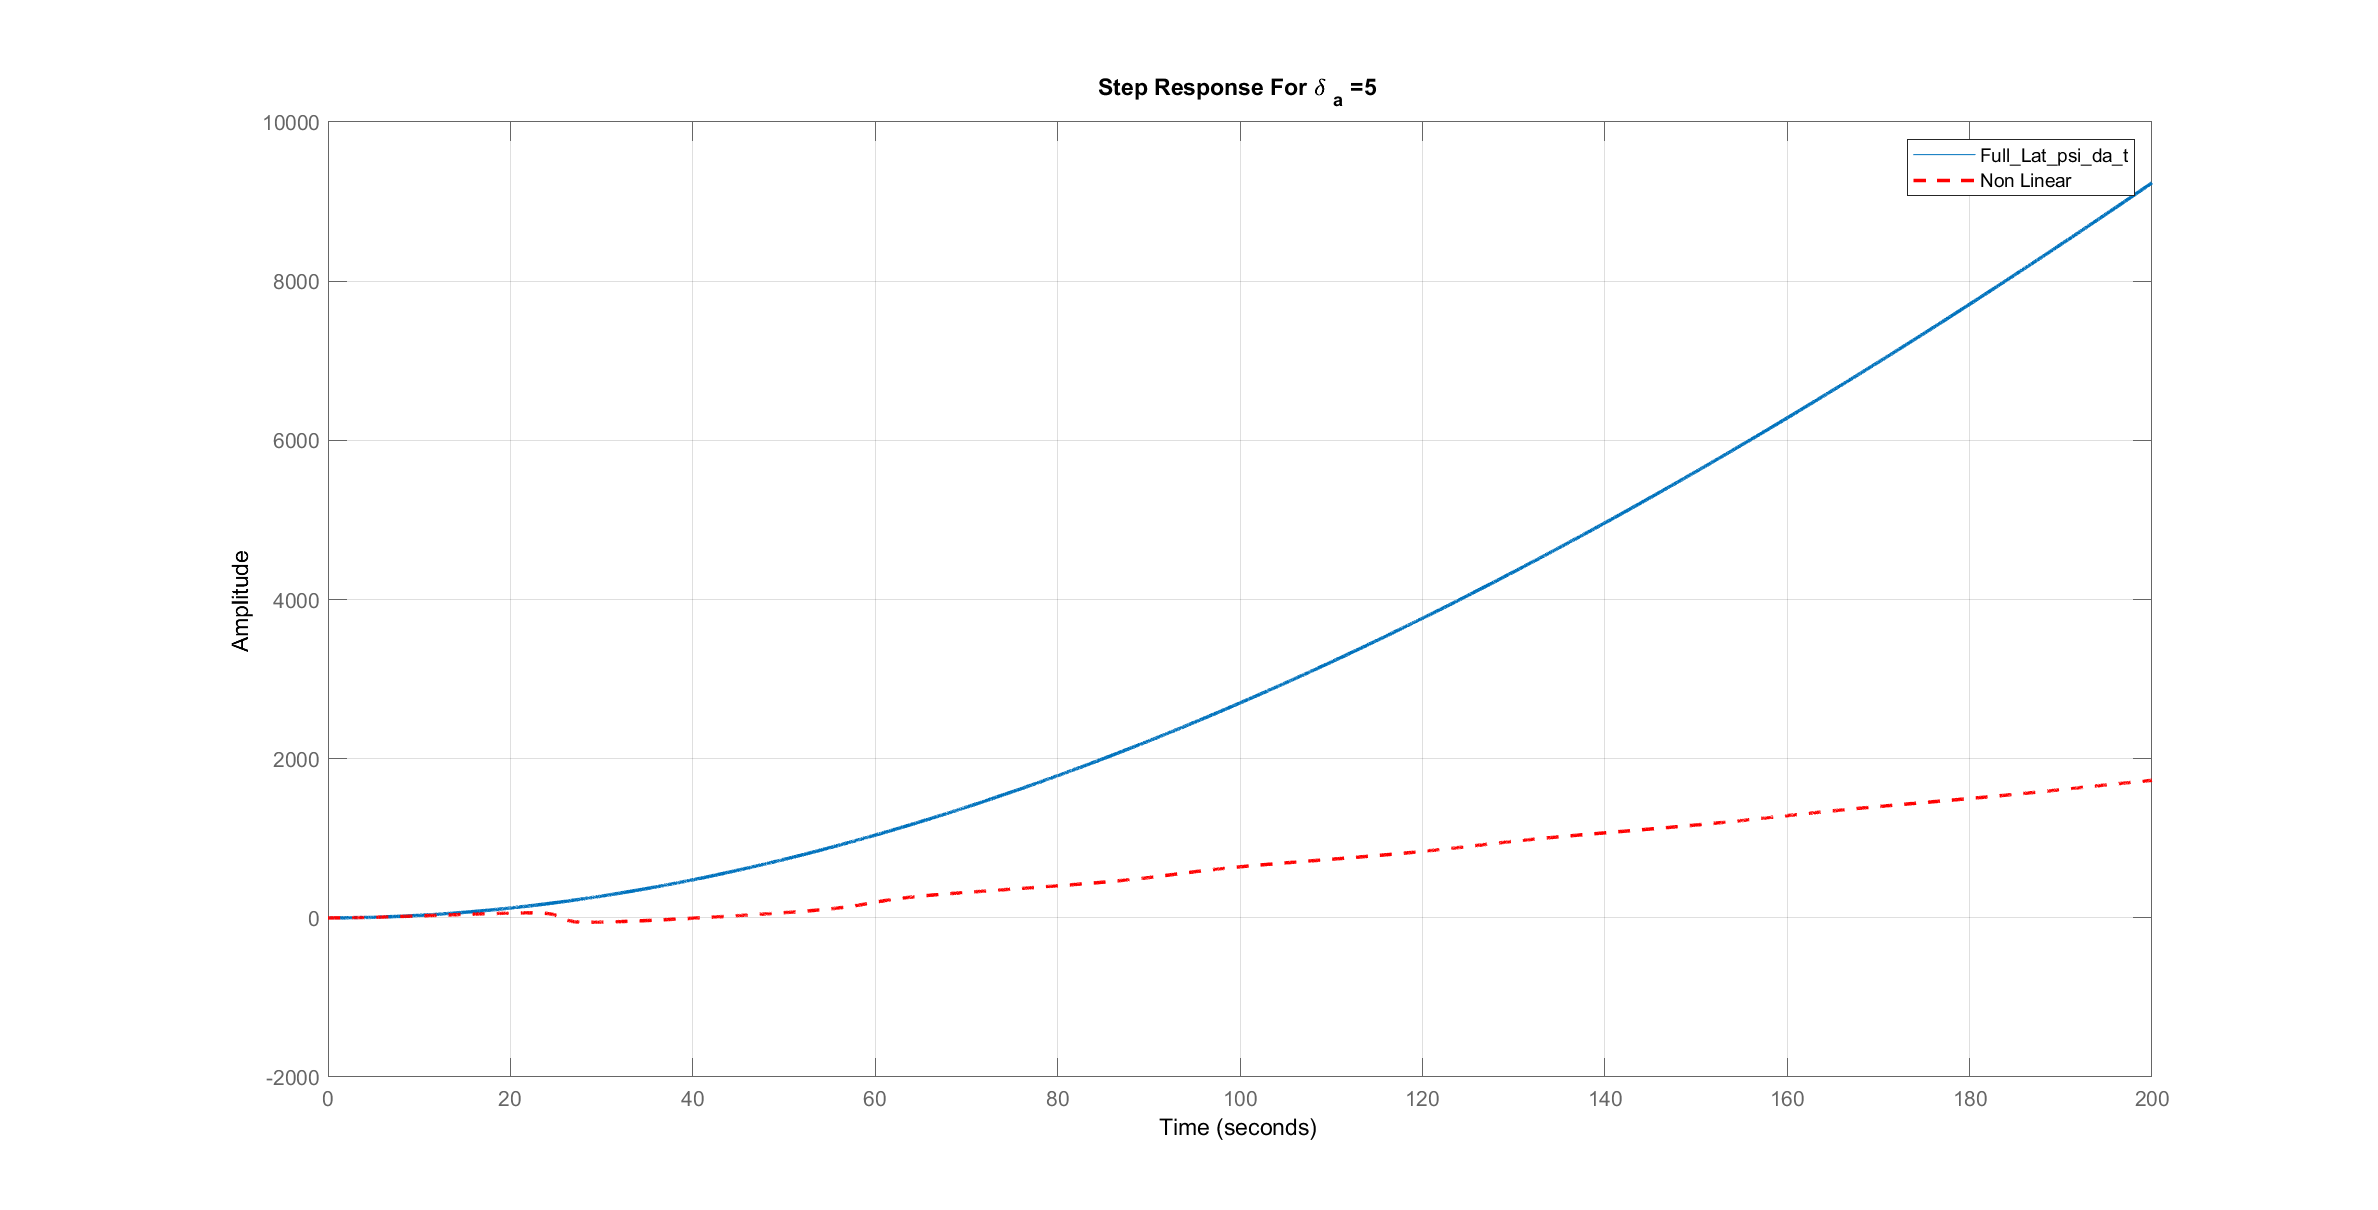 Step Response For δ a =5
10000
8000
6000
4000
2000
0
-2000
Amplitude
Full_Lat_psi_da_t
Non Linear
0 20 40 60 80 100 120 140 160 180 200
Time (seconds)